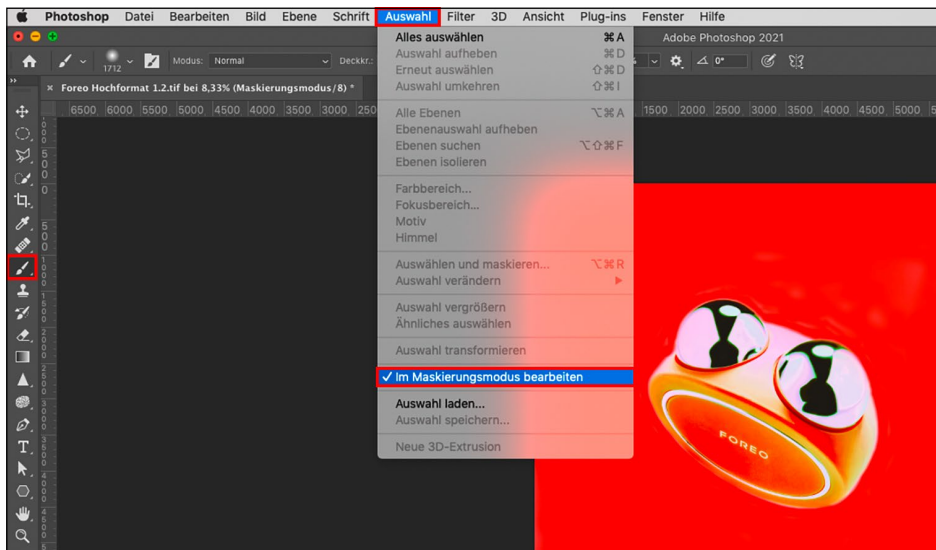 Photoshop Datei Bearbeiten Bild Ebene Schrift Auswahl Filter 3D Ansicht Plug-ins Fenster Hilfe
Adobe Photoshop 2021
1712 Modus: Normal Deckkr.: 0°
× Foreo Hochformat 1.2.tif bei 8,33% (Maskierungsmodus/8) *
6500 6000 5500 5000 4500 4000 3500 3000 250 1500 2000 2500 3000 3500 4000 4500 5000
Alles auswählen ⌘A
Auswahl aufheben ⌘D
Erneut auswählen ⇧⌘D
Auswahl umkehren ⇧⌘I
Alle Ebenen ⌥⌘A
Ebenenauswahl aufheben
Ebenen suchen ⌥⇧⌘F
Ebenen isolieren
Farbbereich...
Fokusbereich...
Motiv
Himmel
Auswählen und maskieren... ⌥⌘R
Auswahl verändern
Auswahl vergrößern
Ähnliches auswählen
Auswahl transformieren
✓ Im Maskierungsmodus bearbeiten
Auswahl laden...
Auswahl speichern...
Neue 3D-Extrusion
FOREO